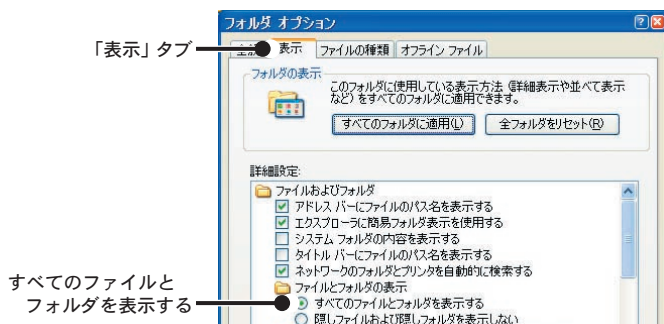 フォルダ オプション
「表示」タブ
表示
ファイルの種類
オフライン ファイル
フォルダの表示
このフォルダに使用している表示方法 (詳細表示や並べて表示
など) をすべてのフォルダに適用できます。
すべてのフォルダに適用(L)
全フォルダをリセット(R)
詳細設定:
ファイルおよびフォルダ
アドレス バーにファイルのパス名を表示する
エクスプローラに簡易フォルダ表示を使用する
システム フォルダの内容を表示する
タイトル バーにファイルのパス名を表示する
ネットワークのフォルダとプリンタを自動的に検索する
ファイルとフォルダの表示
すべてのファイルと
フォルダを表示する
すべてのファイルとフォルダを表示する
隠しファイルおよび隠しフォルダを表示しない